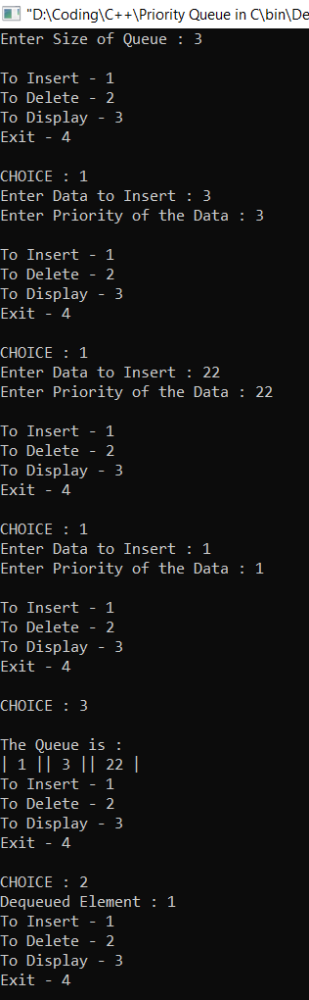 "D:\Coding\C++\Priority Queue in C\bin\De
Enter Size of Queue : 3
To Insert - 1
To Delete - 2
To Display - 3
Exit - 4
CHOICE : 1
Enter Data to Insert : 3
Enter Priority of the Data : 3
To Insert - 1
To Delete - 2
To Display - 3
Exit - 4
CHOICE : 1
Enter Data to Insert : 22
Enter Priority of the Data : 22
To Insert - 1
To Delete - 2
To Display - 3
Exit - 4
CHOICE : 1
Enter Data to Insert : 1
Enter Priority of the Data : 1
To Insert - 1
To Delete - 2
To Display - 3
Exit - 4
CHOICE : 3
The Queue is :
| 1 || 3 || 22 |
To Insert - 1
To Delete - 2
To Display - 3
Exit - 4
CHOICE : 2
Dequeued Element : 1
To Insert - 1
To Delete - 2
To Display - 3
Exit - 4